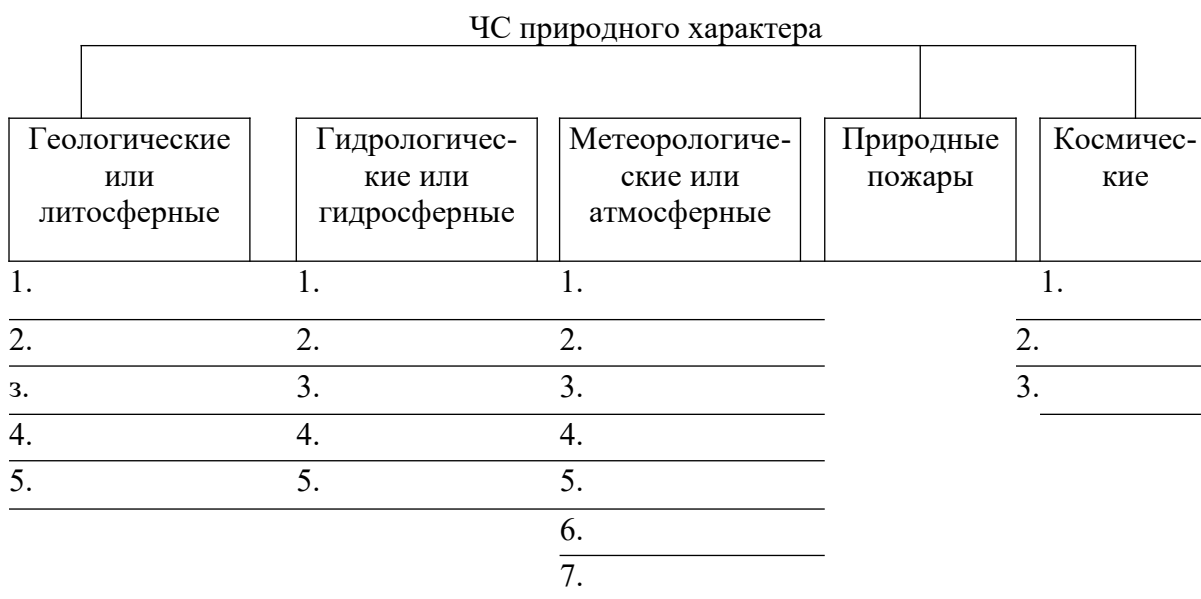 ЧС природного характера
Геологические
или
литосферные
Гидрологичес-
кие или
гидросферные
Метеорологиче-
ские или
атмосферные
Природные
пожары
Космичес-
кие
1. 1. 1. 1.
2. 2. 2. 2.
з. 3. 3. 3.
4. 4. 4.
5. 5. 5.
6.
7.